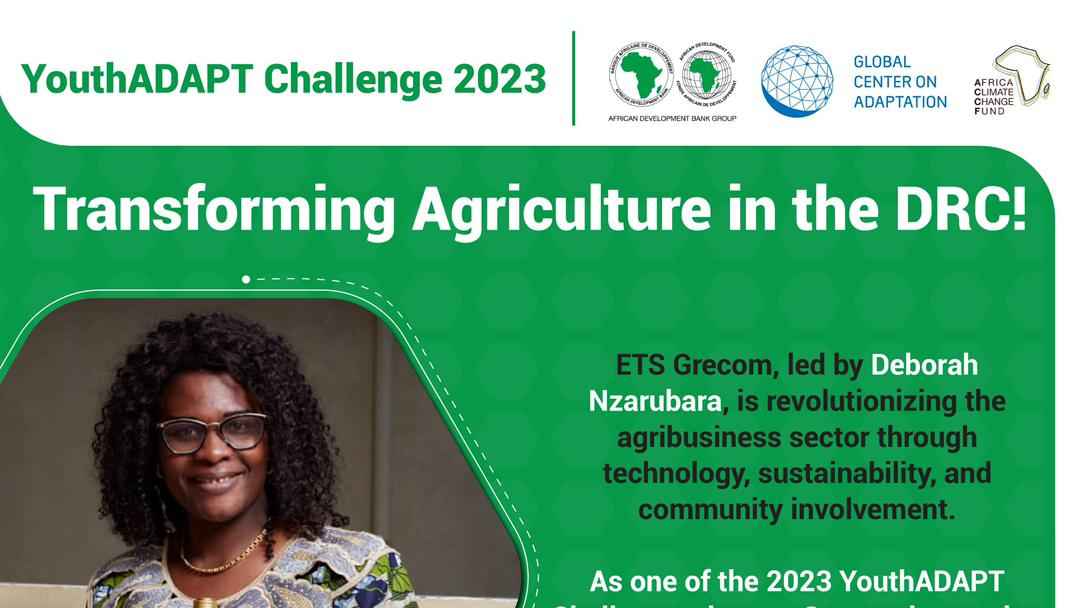 YouthADAPT Challenge 2023
AFRICAN DEVELOPMENT BANK GROUP
GLOBAL
CENTER ON
ADAPTATION
AFRICA
CLIMATE
CHANGE
FUND
Transforming Agriculture in the DRC!
ETS Grecom, led by Deborah
Nzarubara, is revolutionizing the
agribusiness sector through
technology, sustainability, and
community involvement.
As one of the 2023 YouthADAPT